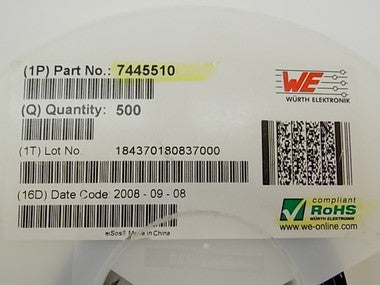 (1P) Part No.: 7445510
WE
WÜRTH ELEKTRONIK
(Q) Quantity: 500
(1T) Lot No. 184370180837000
(16D) Date Code: 2008 - 09 - 08
compliant
RoHS
WÜRTH ELEKTRONIK
www.we-online.com
eiSos® Made in China